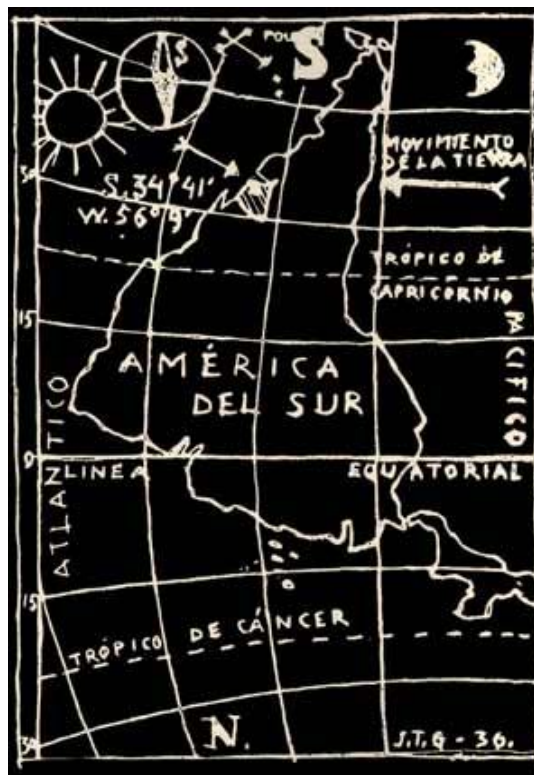 POLO
S
S
MOVIMIENTO
DE LA TIERRA
30
S. 34° 41'
W. 56° 9'
TRÓPICO DE
CAPRICORNIO
15
PACIFICO
AMÉRICA
DEL SUR
ATLANTICO
0
LINEA EQUATORIAL
15
TRÓPICO DE CÁNCER
30
N.
J.T.G - 36.